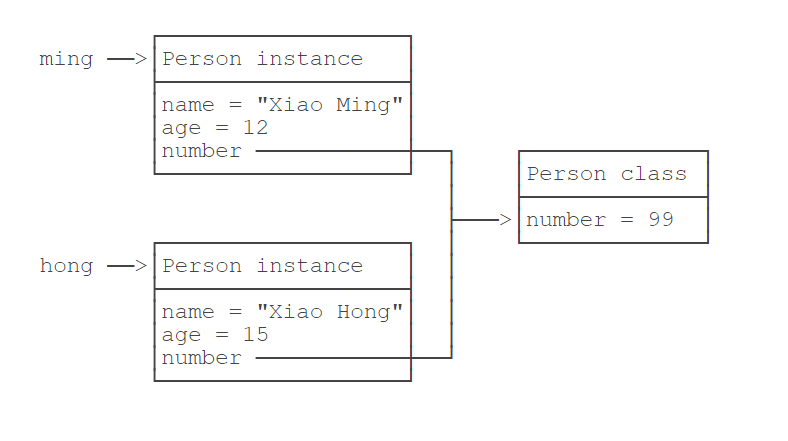 ming
Person instance
name = "Xiao Ming"
age = 12
number
Person class
number = 99
hong
Person instance
name = "Xiao Hong"
age = 15
number